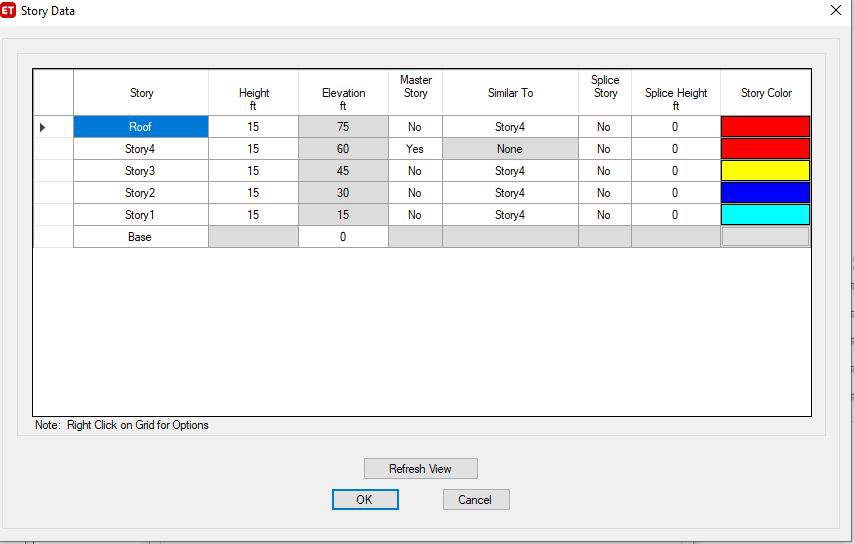 ET Story Data
Story Height ft Elevation ft Master Story Similar To Splice Story Splice Height ft Story Color
Roof 15 75 No Story4 No 0
Story4 15 60 Yes None No 0
Story3 15 45 No Story4 No 0
Story2 15 30 No Story4 No 0
Story1 15 15 No Story4 No 0
Base 0
Note: Right Click on Grid for Options
Refresh View
OK Cancel